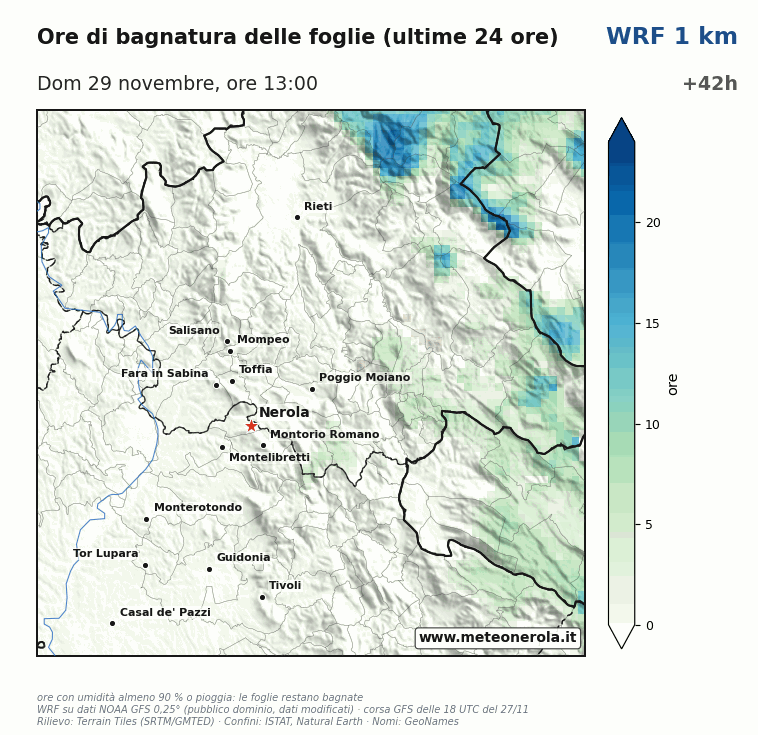 Ore di bagnatura delle foglie (ultime 24 ore)
WRF 1 km
Dom 29 novembre, ore 13:00
+42h
Rieti
Salisano
Mompeo
Fara in Sabina
Toffia
Poggio Moiano
Nerola
Montorio Romano
Montelibretti
Monterotondo
Tor Lupara
Guidonia
Tivoli
Casal de' Pazzi
www.meteonerola.it
20
15
10
5
0
ore
ore con umidità almeno 90 % o pioggia: le foglie restano bagnate
WRF su dati NOAA GFS 0,25° (pubblico dominio, dati modificati) · corsa GFS delle 18 UTC del 27/11
Rilievo: Terrain Tiles (SRTM/GMTED) · Confini: ISTAT, Natural Earth · Nomi: GeoNames